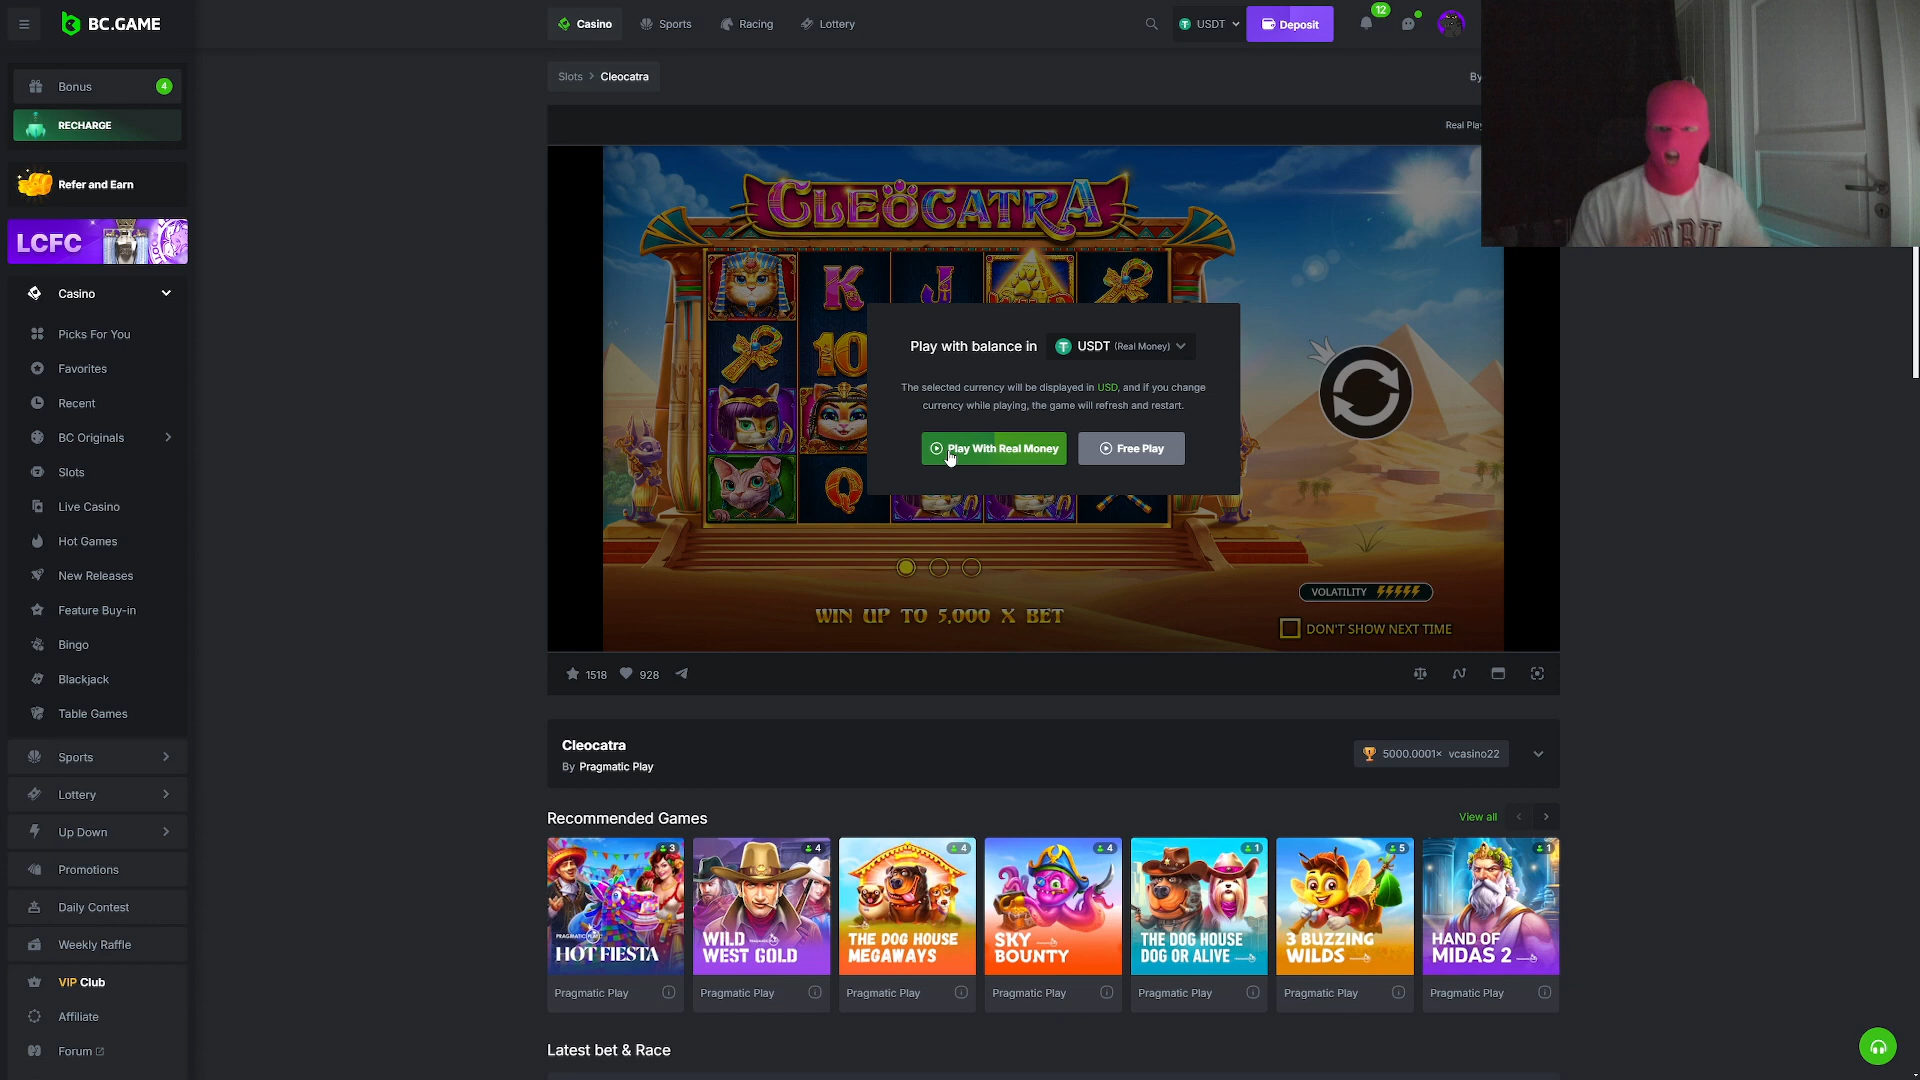 BC.GAME
Casino
Sports
Racing
Lottery
USDT
Deposit
12
Bonus
4
RECHARGE
Refer and Earn
LCFC
Casino
Picks For You
Favorites
Recent
BC Originals
Slots
Live Casino
Hot Games
New Releases
Feature Buy-in
Bingo
Blackjack
Table Games
Sports
Lottery
Up Down
Promotions
Daily Contest
Weekly Raffle
VIP Club
Affiliate
Forum
Slots > Cleocatra
By
Real Play
CLEOCATRA
K
J
10
Q
Play with balance in USDT (Real Money)
The selected currency will be displayed in USD, and if you change
currency while playing, the game will refresh and restart.
Play With Real Money
Free Play
WIN UP TO 5,000 X BET
VOLATILITY
DON'T SHOW NEXT TIME
1518
928
Cleocatra
By Pragmatic Play
5000.0001× vcasino22
Recommended Games
View all
3
HOT FIESTA
Pragmatic Play
4
WILD
WEST GOLD
Pragmatic Play
4
THE DOG HOUSE
MEGAWAYS
Pragmatic Play
4
SKY
BOUNTY
Pragmatic Play
1
THE DOG HOUSE
DOG OR ALIVE
Pragmatic Play
5
3 BUZZING
WILDS
Pragmatic Play
1
HAND OF
MIDAS 2
Pragmatic Play
Latest bet & Race